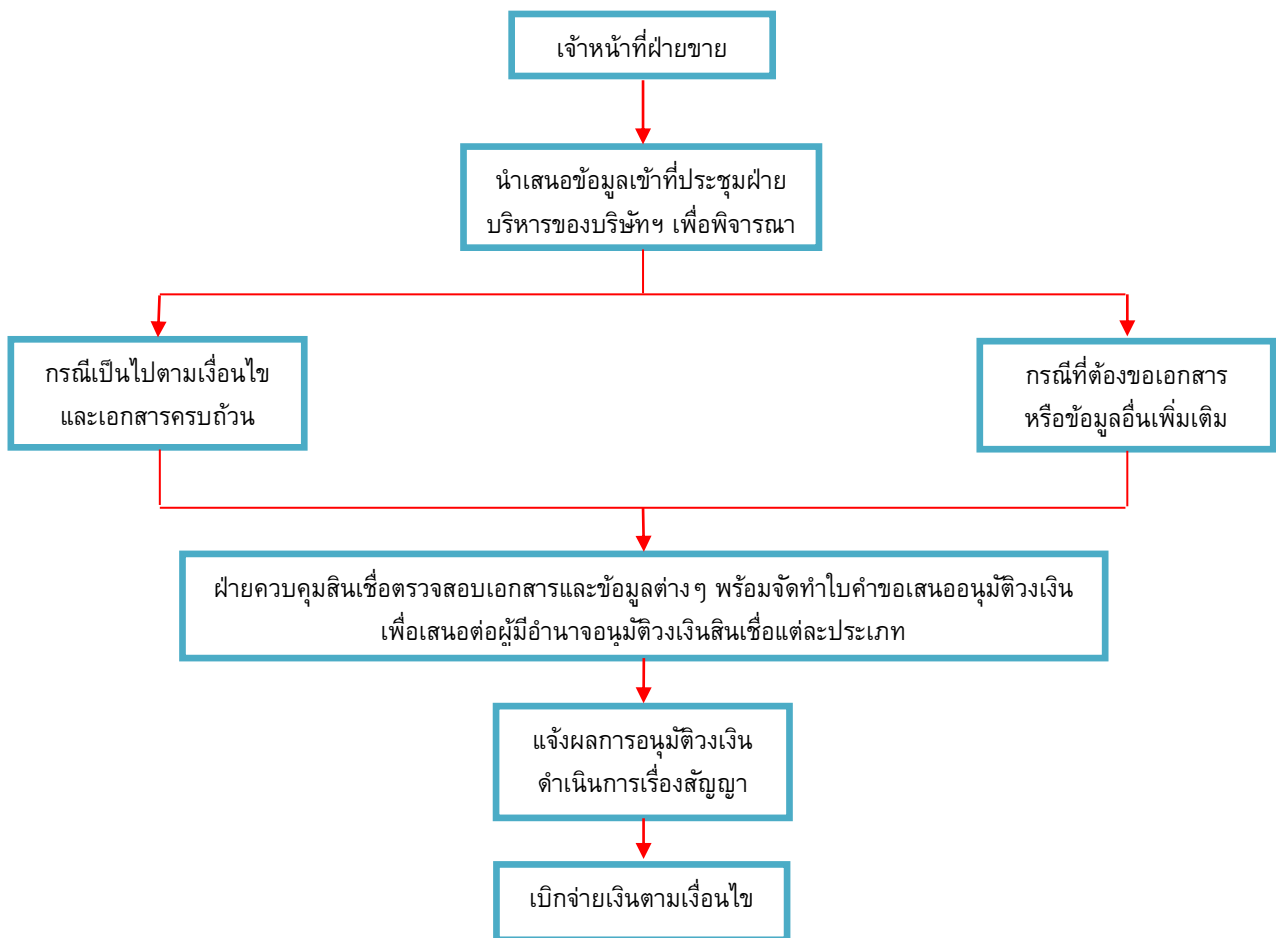 เจ้าหน้าที่ฝ่ายขาย
นำเสนอข้อมูลเข้าที่ประชุมฝ่าย
บริหารของบริษัทฯ เพื่อพิจารณา
กรณีเป็นไปตามเงื่อนไข
และเอกสารครบถ้วน
กรณีที่ต้องขอเอกสาร
หรือข้อมูลอื่นเพิ่มเติม
ฝ่ายควบคุมสินเชื่อตรวจสอบเอกสารและข้อมูลต่างๆ พร้อมจัดทำใบคำขอเสนออนุมัติวงเงิน
เพื่อเสนอต่อผู้มีอำนาจอนุมัติวงเงินสินเชื่อแต่ละประเภท
แจ้งผลการอนุมัติวงเงิน
ดำเนินการเรื่องสัญญา
เบิกจ่ายเงินตามเงื่อนไข